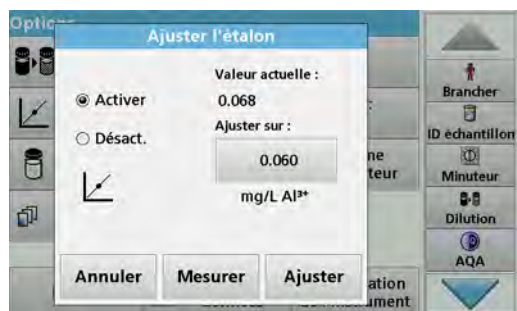 Ajuster l'étalon
Activer
Désact.
Valeur actuelle :
0.068
Ajuster sur :
0.060
mg/L Al³⁺
Annuler
Mesurer
Ajuster
Brancher
ID échantillon
Minuteur
Dilution
AQA